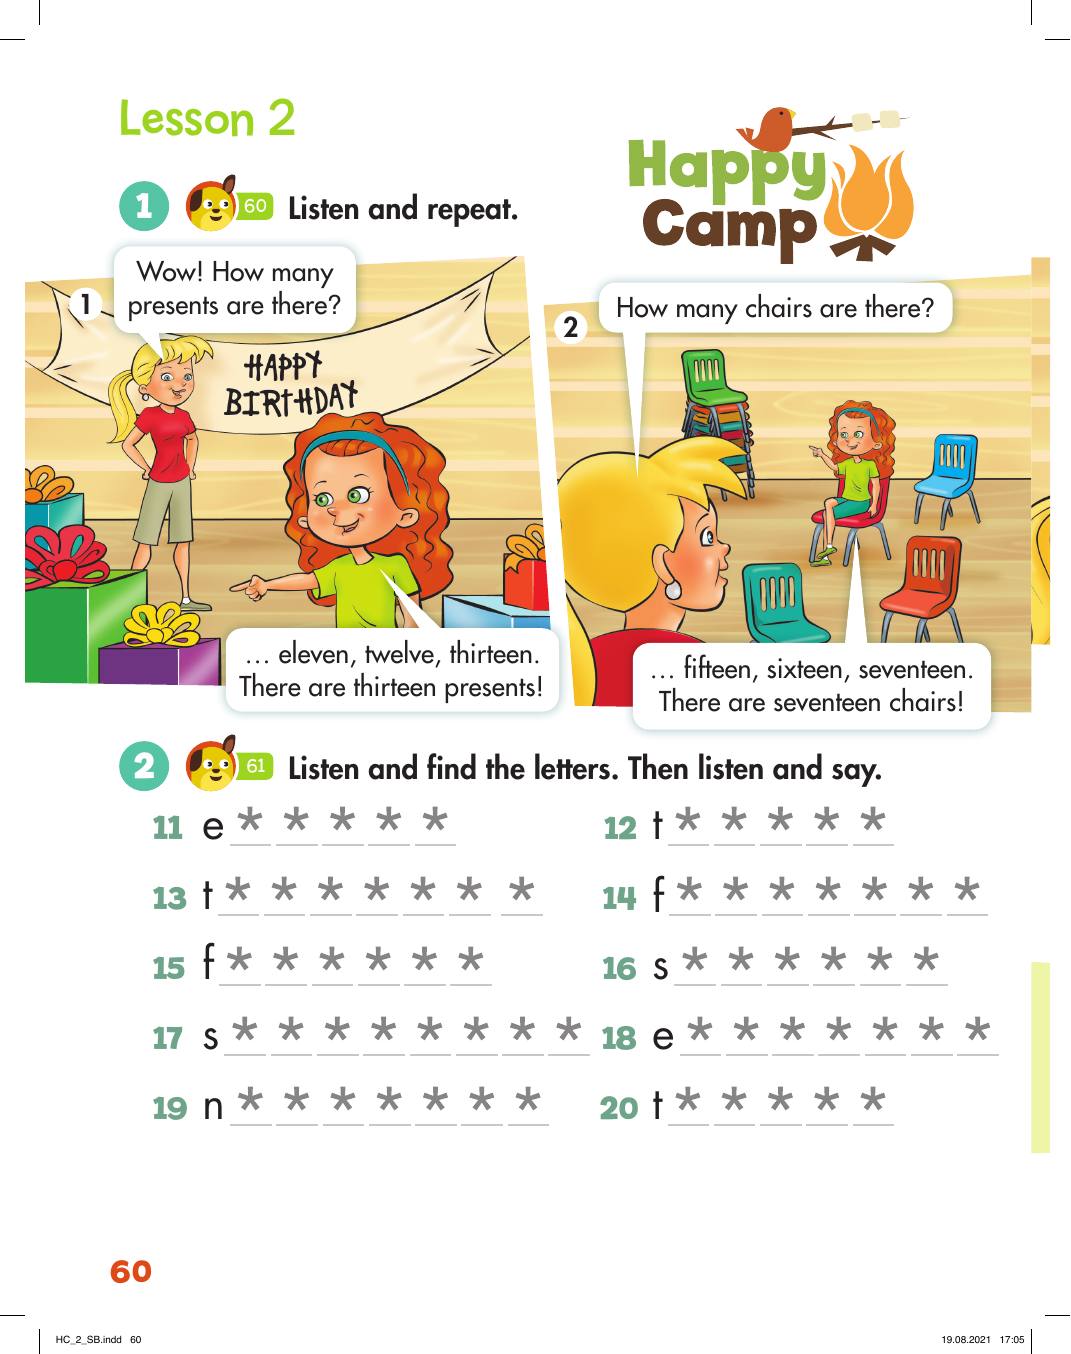 Lesson 2
Happy
Camp
1 60 Listen and repeat.
1
Wow! How many
presents are there?
HAPPY
BIRTHDAY
... eleven, twelve, thirteen.
There are thirteen presents!
2
How many chairs are there?
... fifteen, sixteen, seventeen.
There are seventeen chairs!
2 61 Listen and find the letters. Then listen and say.
11 e * * * * *
12 t * * * * *
13 t * * * * * * *
14 f * * * * * * *
15 f * * * * * *
16 s * * * * * *
17 s * * * * * * * *
18 e * * * * * * *
19 n * * * * * * *
20 t * * * * *
60
HC_2_SB.indd 60
19.08.2021 17:05